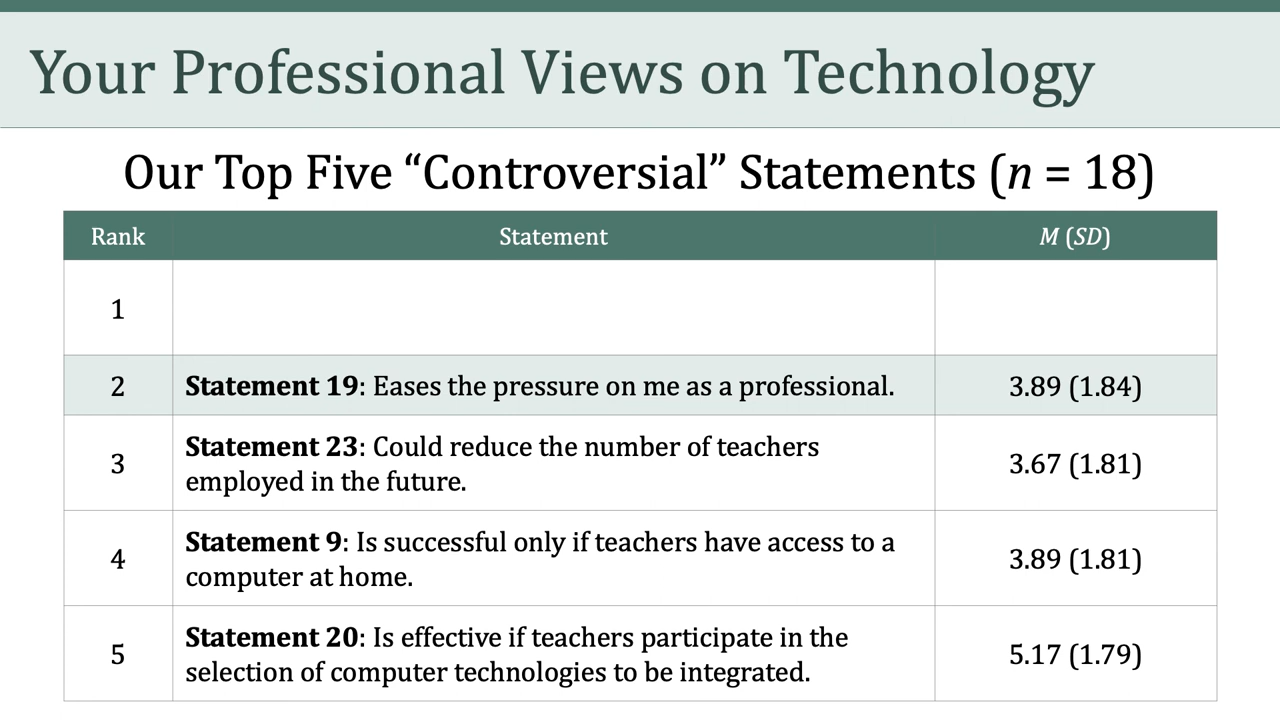 Your Professional Views on Technology
Our Top Five “Controversial” Statements (n = 18)
Rank Statement M (SD)
1
2 Statement 19: Eases the pressure on me as a professional. 3.89 (1.84)
3 Statement 23: Could reduce the number of teachers
employed in the future. 3.67 (1.81)
4 Statement 9: Is successful only if teachers have access to a
computer at home. 3.89 (1.81)
5 Statement 20: Is effective if teachers participate in the
selection of computer technologies to be integrated. 5.17 (1.79)